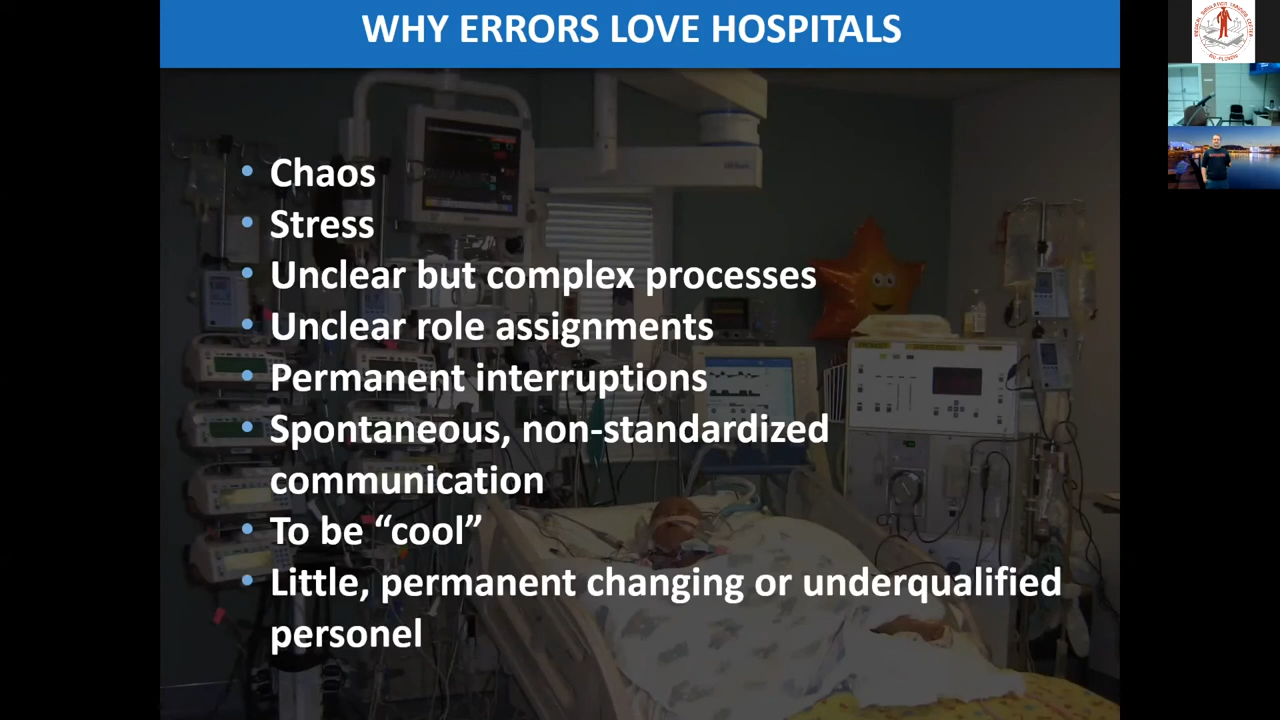 WHY ERRORS LOVE HOSPITALS
• Chaos
• Stress
• Unclear but complex processes
• Unclear role assignments
• Permanent interruptions
• Spontaneous, non-standardized
communication
• To be “cool”
• Little, permanent changing or underqualified
personel